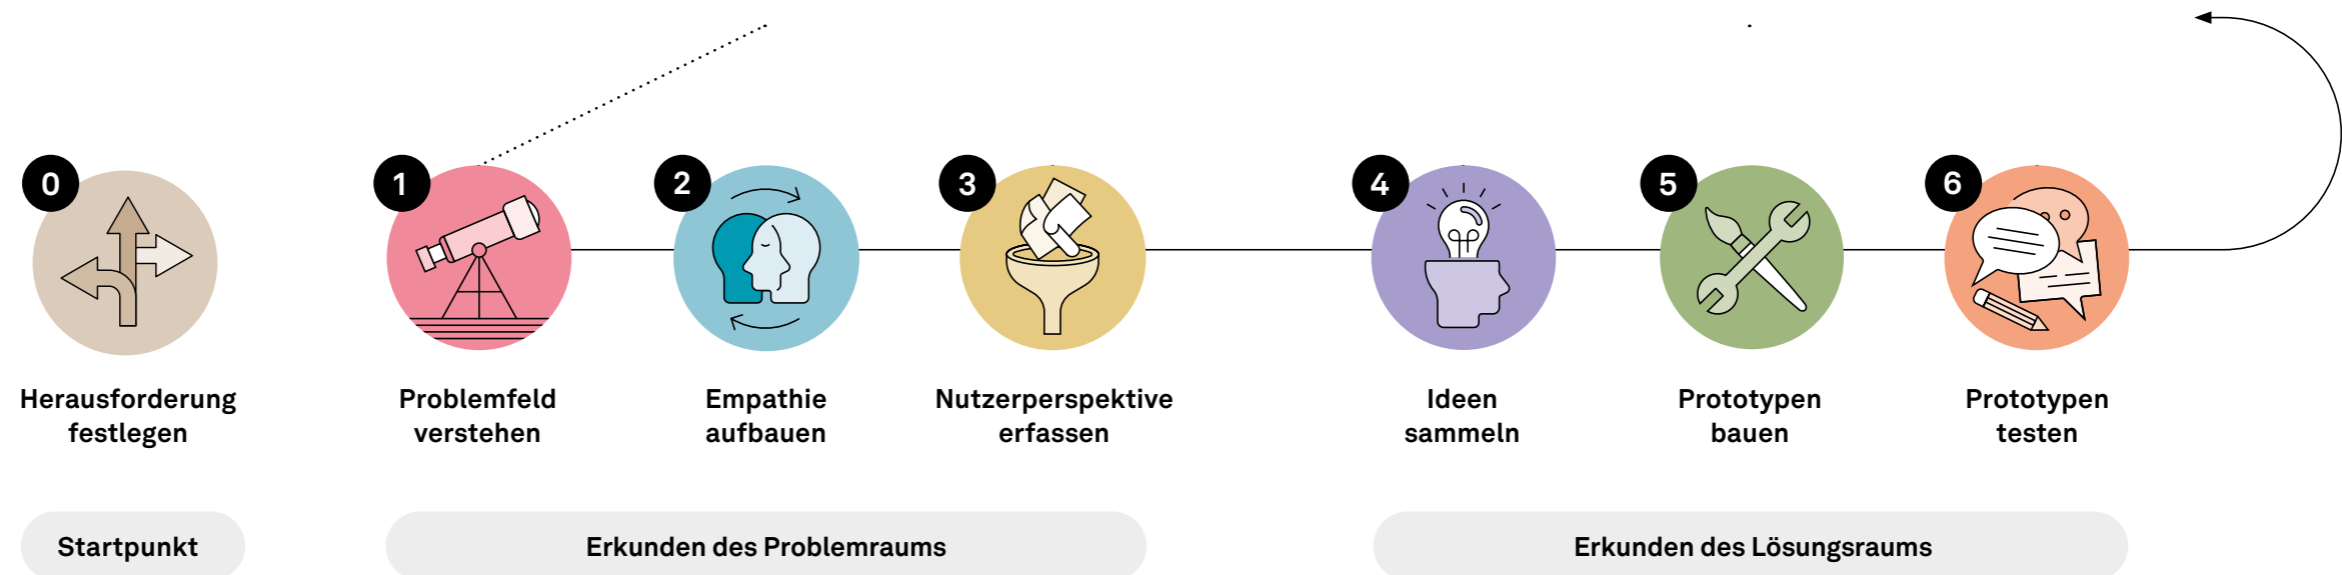 0
1
2
3
4
5
6
Herausforderung
festlegen
Problemfeld
verstehen
Empathie
aufbauen
Nutzerperspektive
erfassen
Ideen
sammeln
Prototypen
bauen
Prototypen
testen
Startpunkt
Erkunden des Problemraums
Erkunden des Lösungsraums